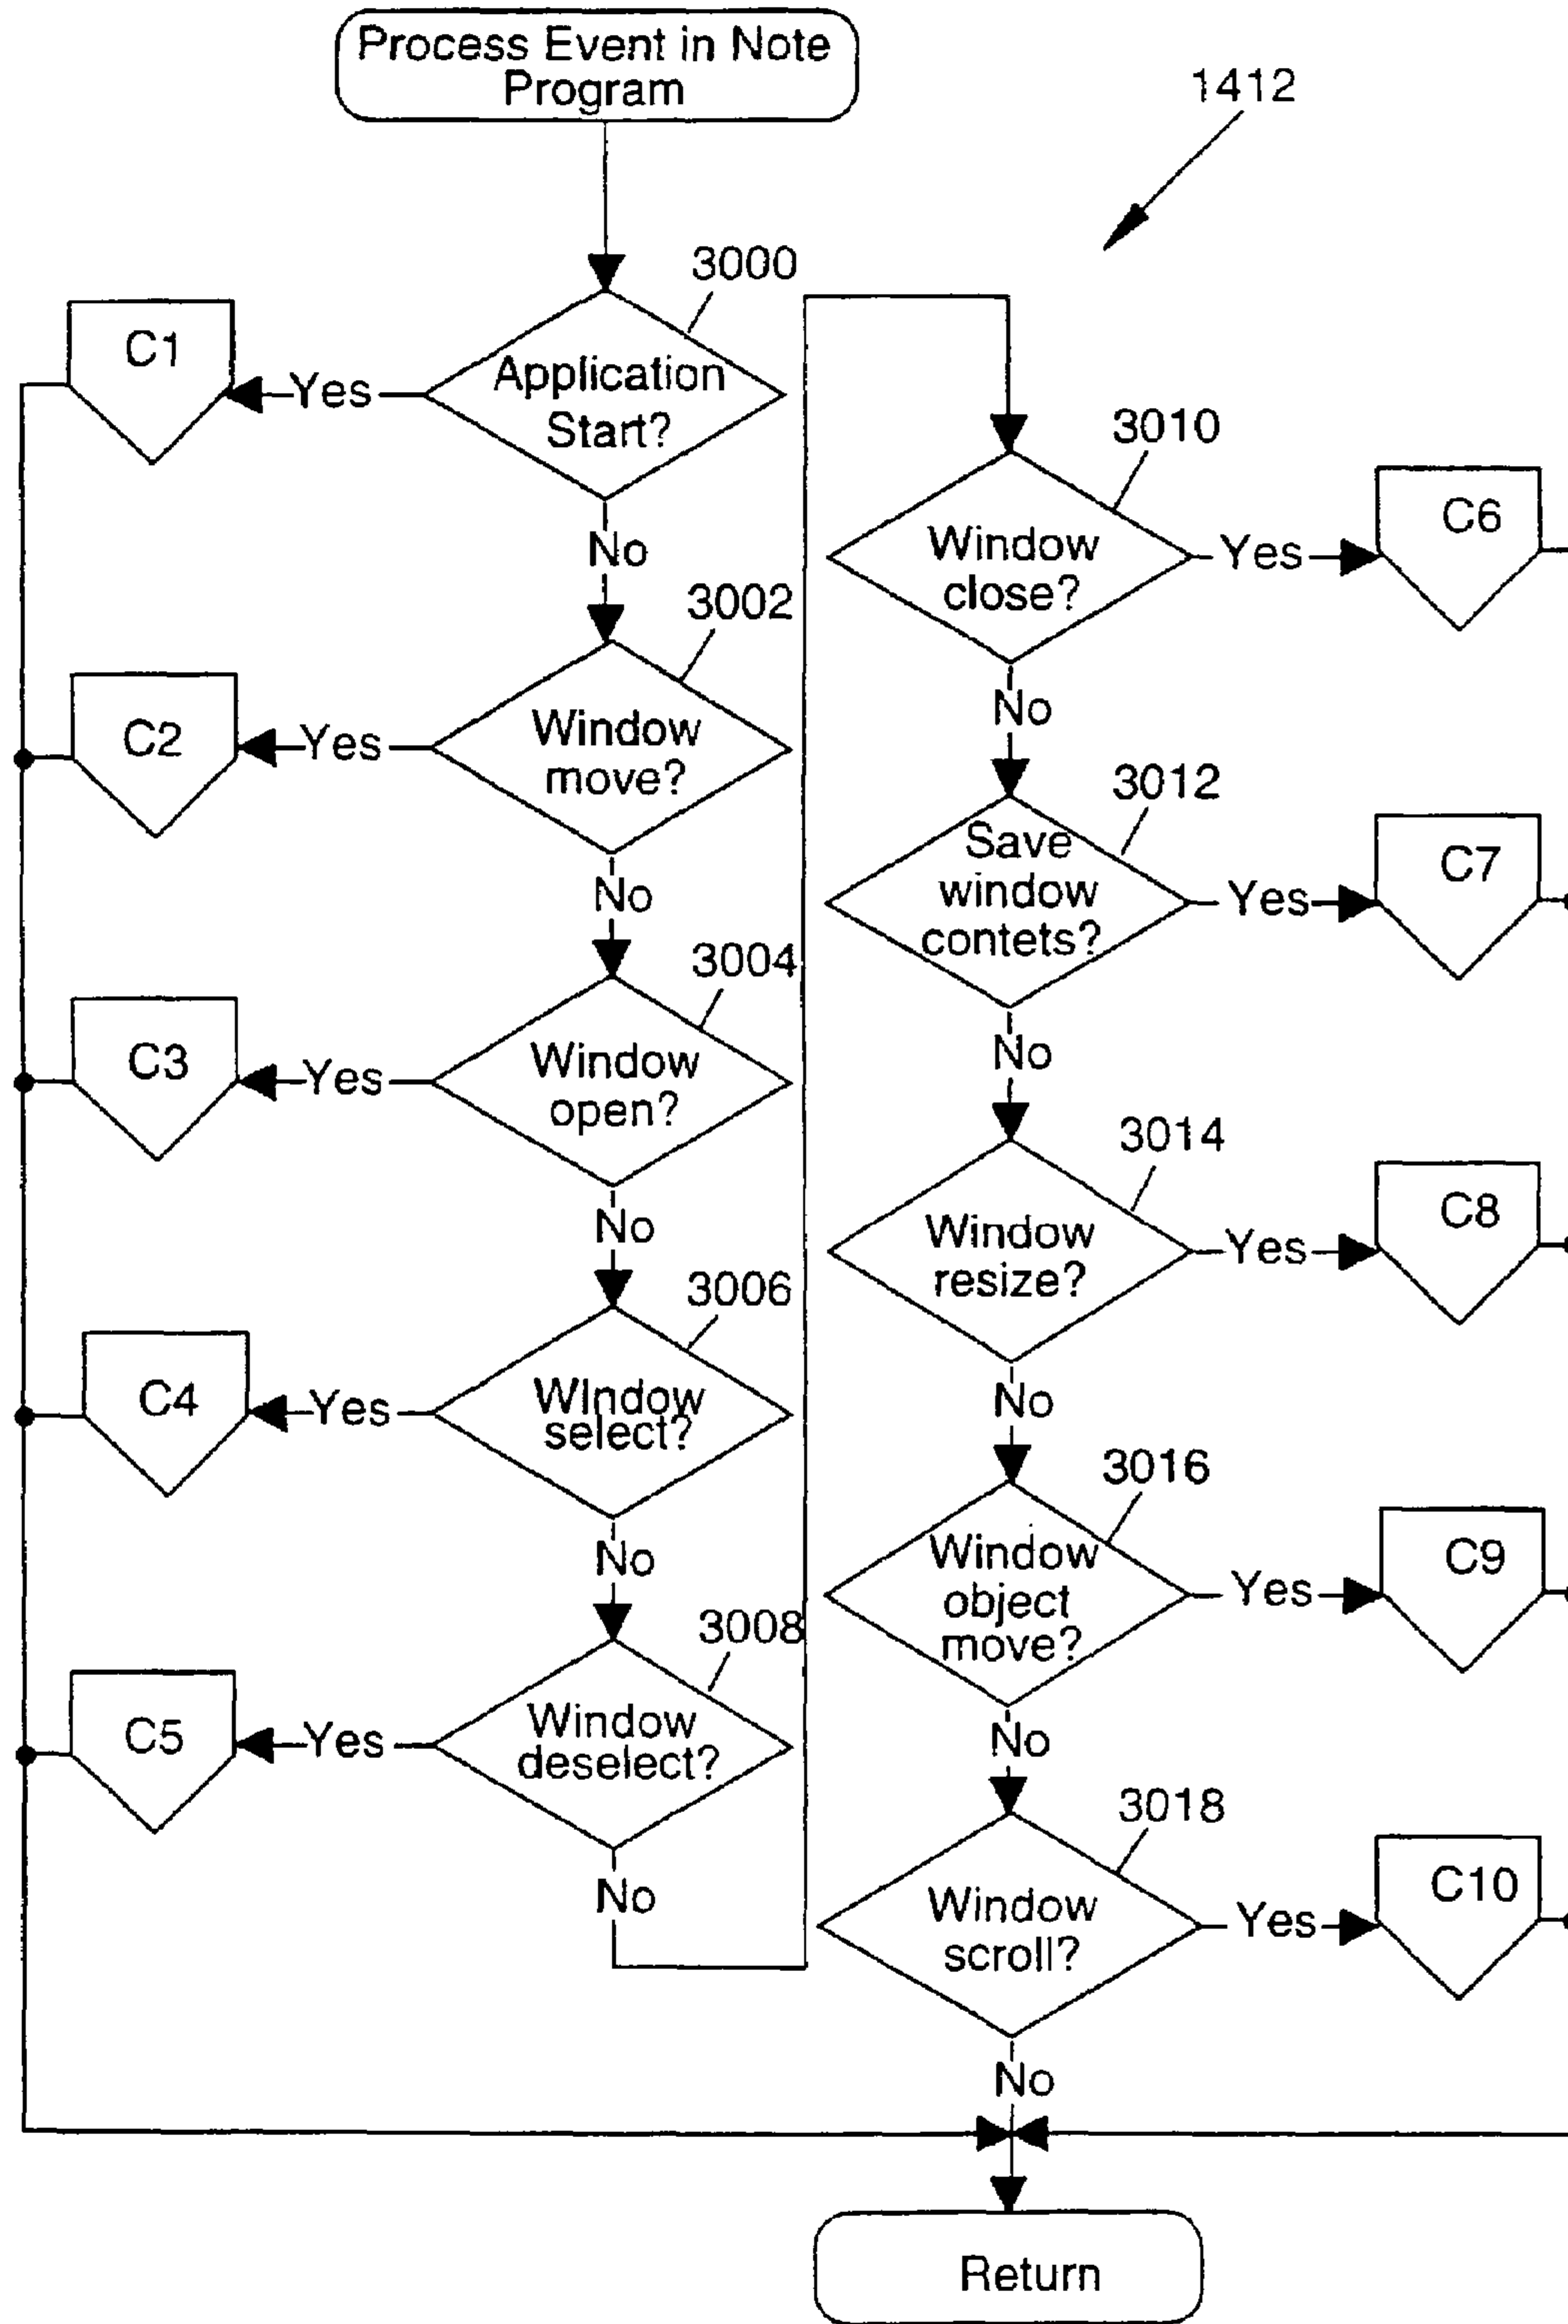 Process Event in Note
Program
1412
3000
C1
Yes
Application
Start?
No
3002
C2
Yes
Window
move?
No
3004
C3
Yes
Window
open?
No
3006
C4
Yes
WIndow
select?
No
3008
C5
Yes
Window
deselect?
No
3010
Window
close?
Yes
C6
No
3012
Save
window
contets?
Yes
C7
No
3014
Window
resize?
Yes
C8
No
3016
Window
object
move?
Yes
C9
No
3018
Window
scroll?
Yes
C10
No
Return